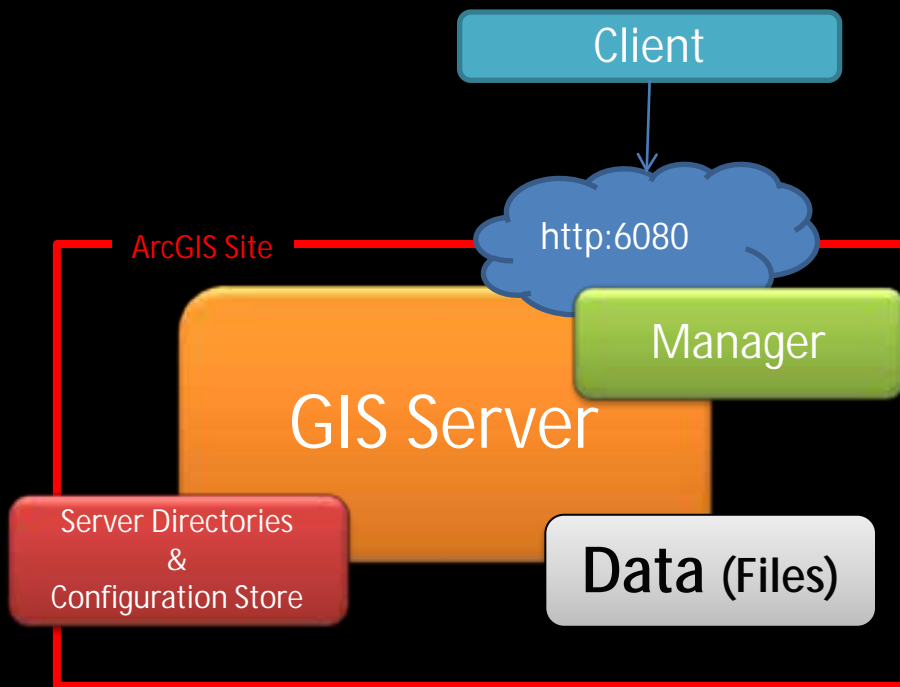 Client
http:6080
ArcGIS Site
Manager
GIS Server
Server Directories
&
Configuration Store
Data (Files)